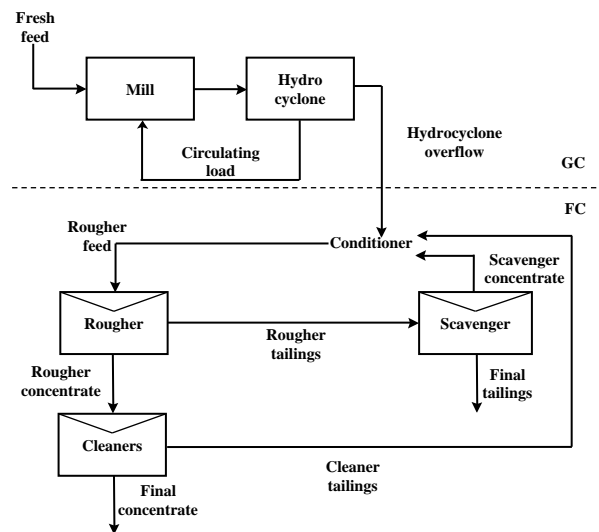 Fresh
feed
Mill
Hydro
cyclone
Circulating
load
Hydrocyclone
overflow
GC
FC
Rougher
feed
Conditioner
Scavenger
concentrate
Rougher
Rougher
tailings
Scavenger
Rougher
concentrate
Final
tailings
Cleaners
Cleaner
tailings
Final
concentrate